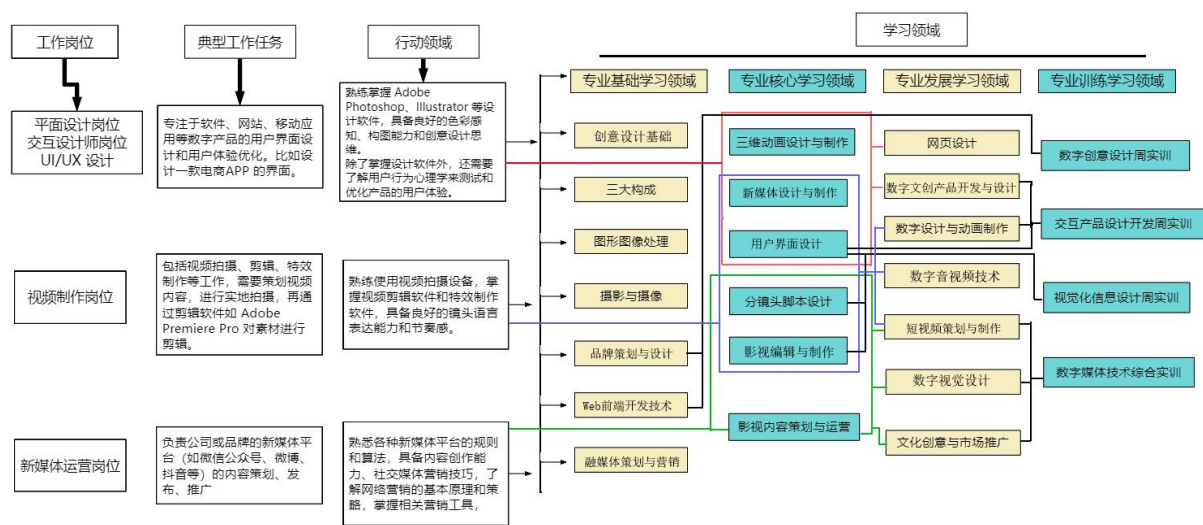 学习领域
工作岗位
典型工作任务
行动领域
专业基础学习领域
专业核心学习领域
专业发展学习领域
专业训练学习领域
平面设计岗位
交互设计师岗位
UI/UX 设计
专注于软件、网站、移动应
用等数字产品的用户界面设
计和用户体验优化。比如设
计一款电商APP 的界面。
熟练掌握 Adobe
Photoshop、Illustrator 等设
计软件，具备良好的色彩感
知、构图能力和创意设计思
维。
除了掌握设计软件外，还需要
了解用户行为心理学来测试和
优化产品的用户体验。
视频制作岗位
包括视频拍摄、剪辑、特效
制作等工作，需要策划视频
内容，进行实地拍摄，再通
过剪辑软件如 Adobe
Premiere Pro 对素材进行
剪辑。
熟练使用视频拍摄设备，掌
握视频剪辑软件和特效制作
软件，具备良好的镜头语言
表达能力和节奏感。
新媒体运营岗位
负责公司或品牌的新媒体平
台（如微信公众号、微博、
抖音等）的内容策划、发
布、推广
熟悉各种新媒体平台的规则
和算法，具备内容创作能
力、社交媒体营销技巧，了
解网络营销的基本原理和策
略，掌握相关营销工具，
创意设计基础
三大构成
图形图像处理
摄影与摄像
品牌策划与设计
Web前端开发技术
融媒体策划与营销
三维动画设计与制作
新媒体设计与制作
用户界面设计
分镜头脚本设计
影视编辑与制作
影视内容策划与运营
网页设计
数字文创产品开发与设计
数字设计与动画制作
数字音视频技术
短视频策划与制作
数字视觉设计
文化创意与市场推广
数字创意设计周实训
交互产品设计开发周实训
视觉化信息设计周实训
数字媒体技术综合实训